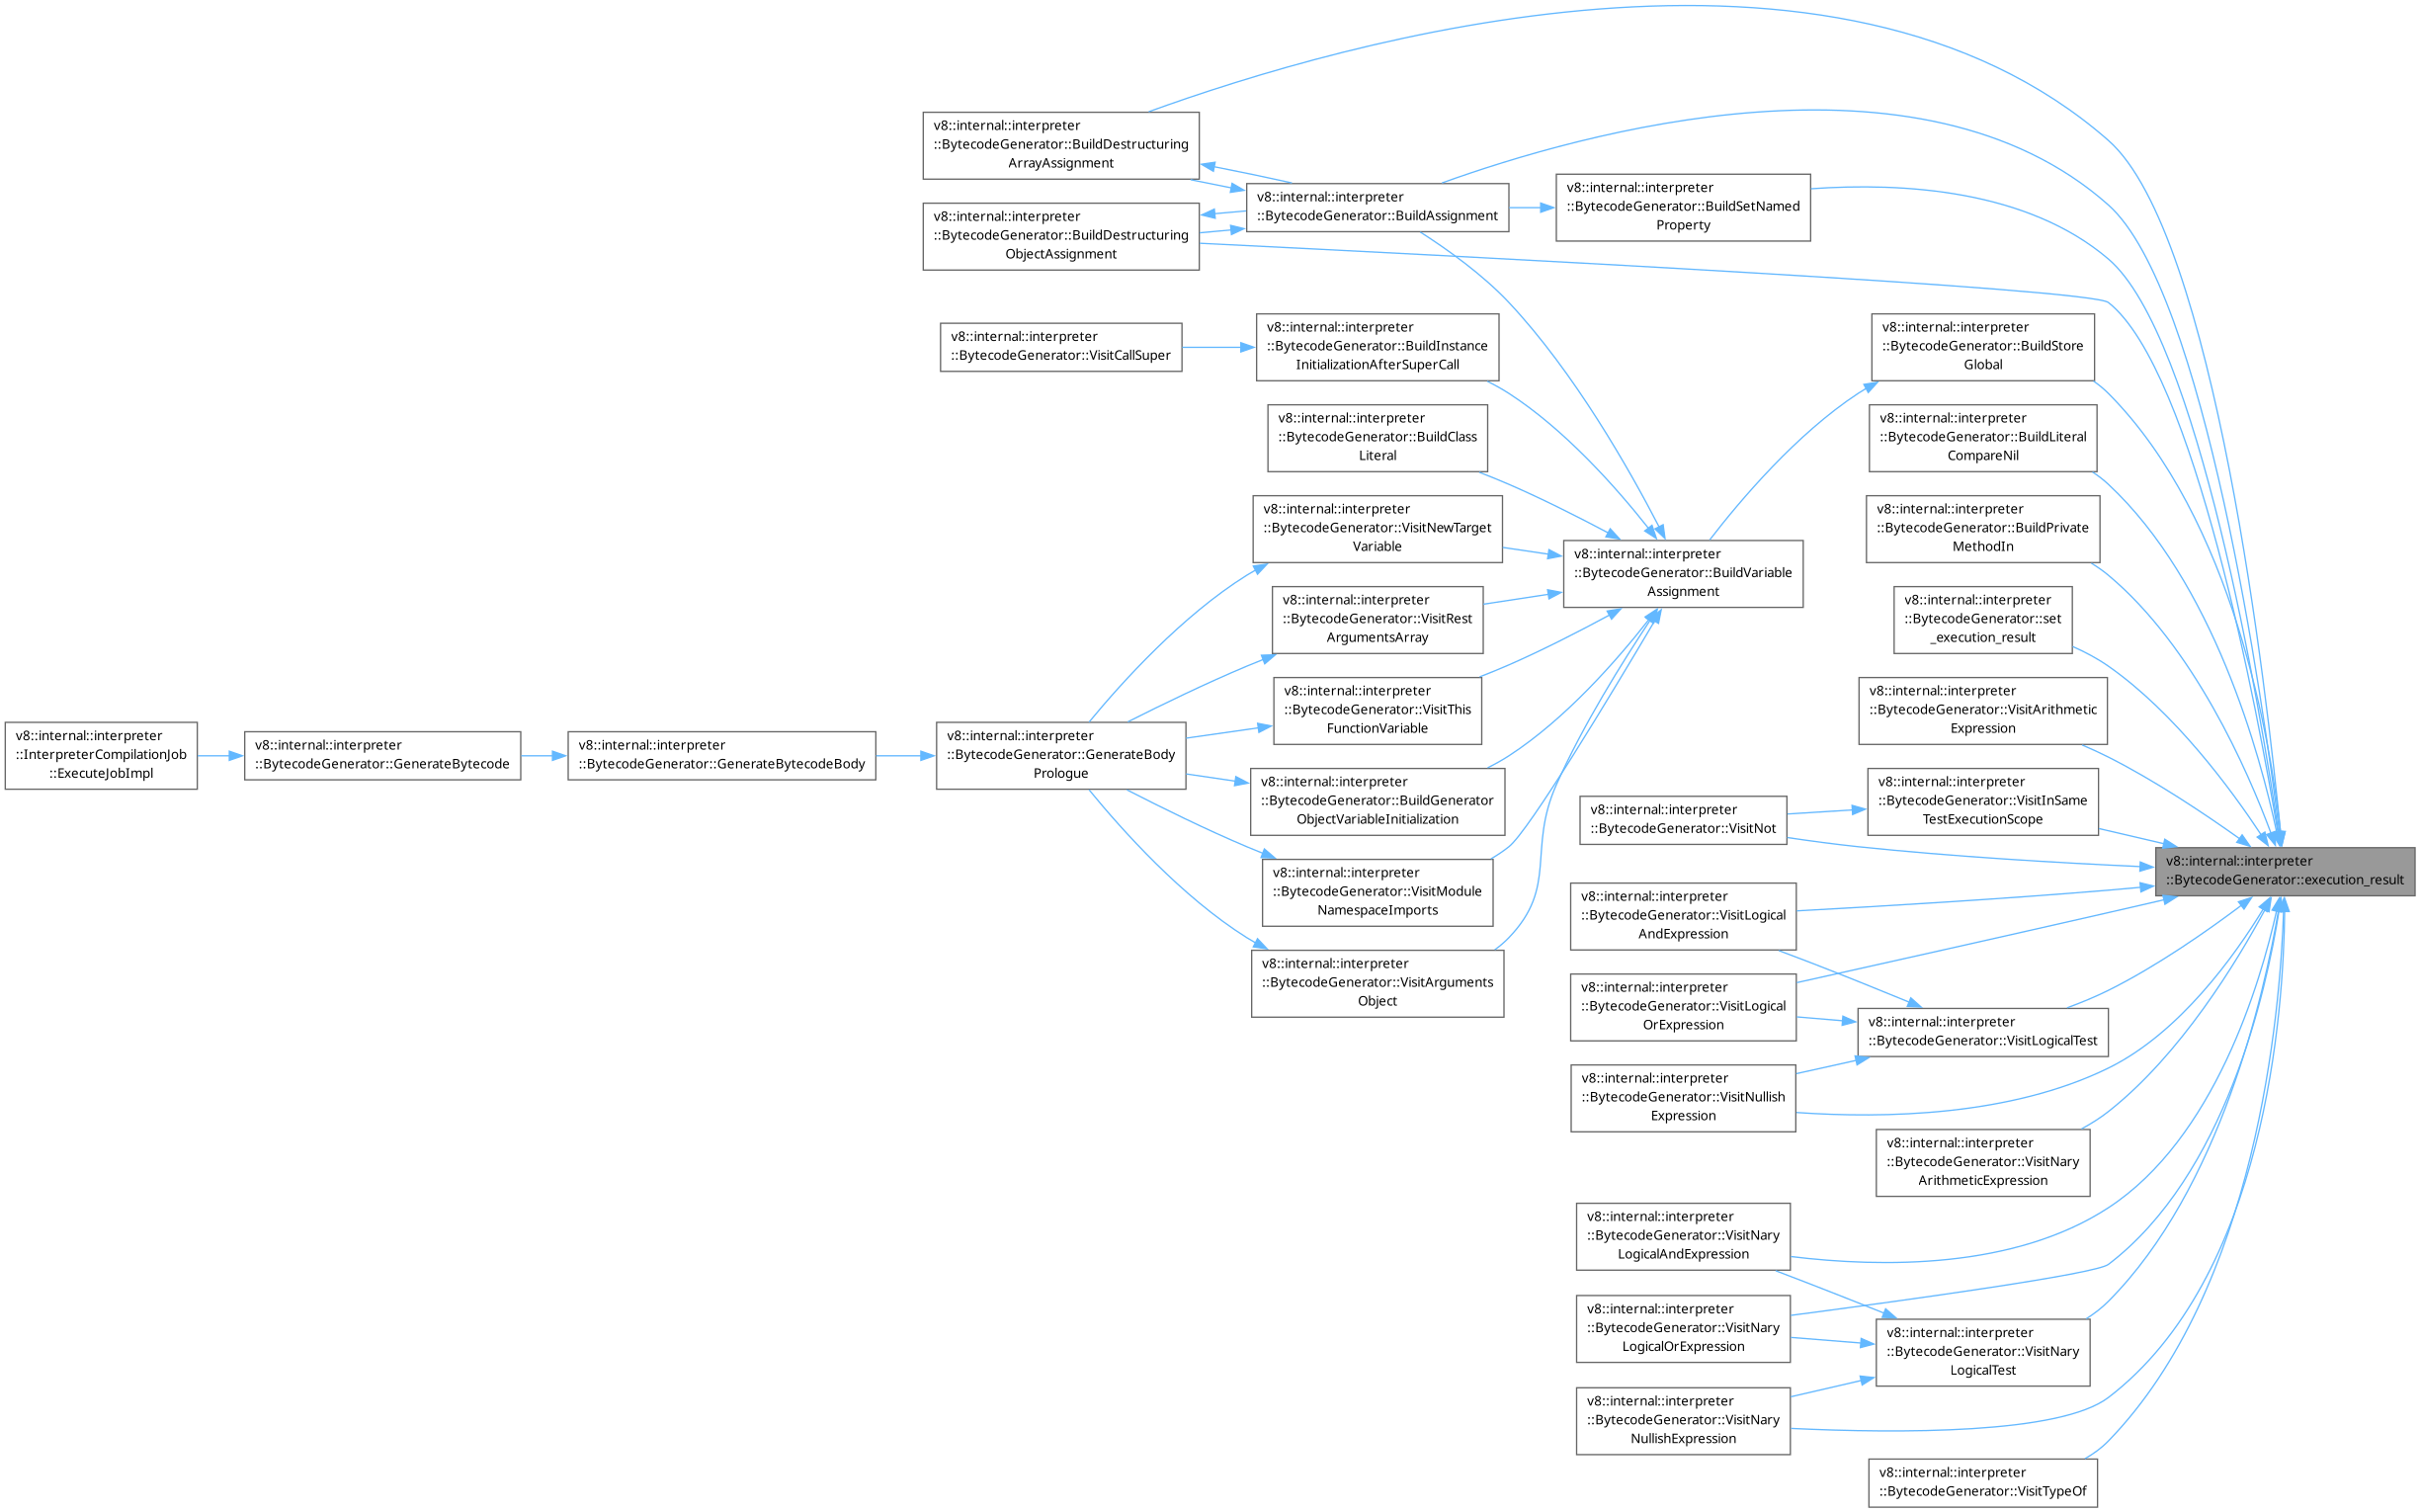 v8::internal::interpreter
::BytecodeGenerator::BuildDestructuring
ArrayAssignment
v8::internal::interpreter
::BytecodeGenerator::BuildAssignment
v8::internal::interpreter
::BytecodeGenerator::BuildSetNamed
Property
v8::internal::interpreter
::BytecodeGenerator::BuildDestructuring
ObjectAssignment
v8::internal::interpreter
::BytecodeGenerator::VisitCallSuper
v8::internal::interpreter
::BytecodeGenerator::BuildInstance
InitializationAfterSuperCall
v8::internal::interpreter
::BytecodeGenerator::BuildStore
Global
v8::internal::interpreter
::BytecodeGenerator::BuildClass
Literal
v8::internal::interpreter
::BytecodeGenerator::BuildLiteral
CompareNil
v8::internal::interpreter
::BytecodeGenerator::VisitNewTarget
Variable
v8::internal::interpreter
::BytecodeGenerator::BuildVariable
Assignment
v8::internal::interpreter
::BytecodeGenerator::BuildPrivate
MethodIn
v8::internal::interpreter
::BytecodeGenerator::VisitRest
ArgumentsArray
v8::internal::interpreter
::BytecodeGenerator::set
_execution_result
v8::internal::interpreter
::BytecodeGenerator::VisitThis
FunctionVariable
v8::internal::interpreter
::BytecodeGenerator::VisitArithmetic
Expression
v8::internal::interpreter
::InterpreterCompilationJob
::ExecuteJobImpl
v8::internal::interpreter
::BytecodeGenerator::GenerateBytecode
v8::internal::interpreter
::BytecodeGenerator::GenerateBytecodeBody
v8::internal::interpreter
::BytecodeGenerator::GenerateBody
Prologue
v8::internal::interpreter
::BytecodeGenerator::BuildGenerator
ObjectVariableInitialization
v8::internal::interpreter
::BytecodeGenerator::VisitNot
v8::internal::interpreter
::BytecodeGenerator::VisitInSame
TestExecutionScope
v8::internal::interpreter
::BytecodeGenerator::execution_result
v8::internal::interpreter
::BytecodeGenerator::VisitModule
NamespaceImports
v8::internal::interpreter
::BytecodeGenerator::VisitLogical
AndExpression
v8::internal::interpreter
::BytecodeGenerator::VisitArguments
Object
v8::internal::interpreter
::BytecodeGenerator::VisitLogical
OrExpression
v8::internal::interpreter
::BytecodeGenerator::VisitLogicalTest
v8::internal::interpreter
::BytecodeGenerator::VisitNullish
Expression
v8::internal::interpreter
::BytecodeGenerator::VisitNary
ArithmeticExpression
v8::internal::interpreter
::BytecodeGenerator::VisitNary
LogicalAndExpression
v8::internal::interpreter
::BytecodeGenerator::VisitNary
LogicalOrExpression
v8::internal::interpreter
::BytecodeGenerator::VisitNary
LogicalTest
v8::internal::interpreter
::BytecodeGenerator::VisitNary
NullishExpression
v8::internal::interpreter
::BytecodeGenerator::VisitTypeOf